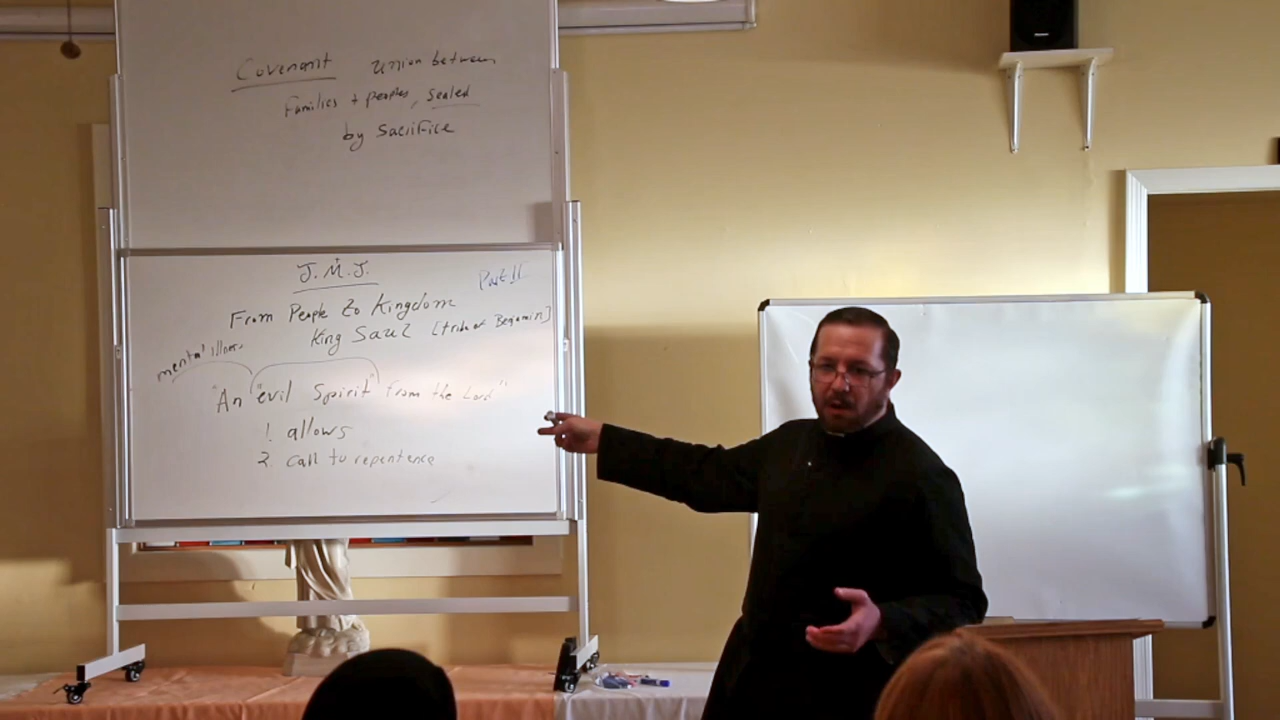 Covenant union between
Families + peoples, sealed
by sacrifice
J.M.J.
Part II
From People to Kingdom
King Saul [tribe of Benjamin]
mental illness
"An "evil Spirit" from the Lord"
1. allows
2. call to repentence